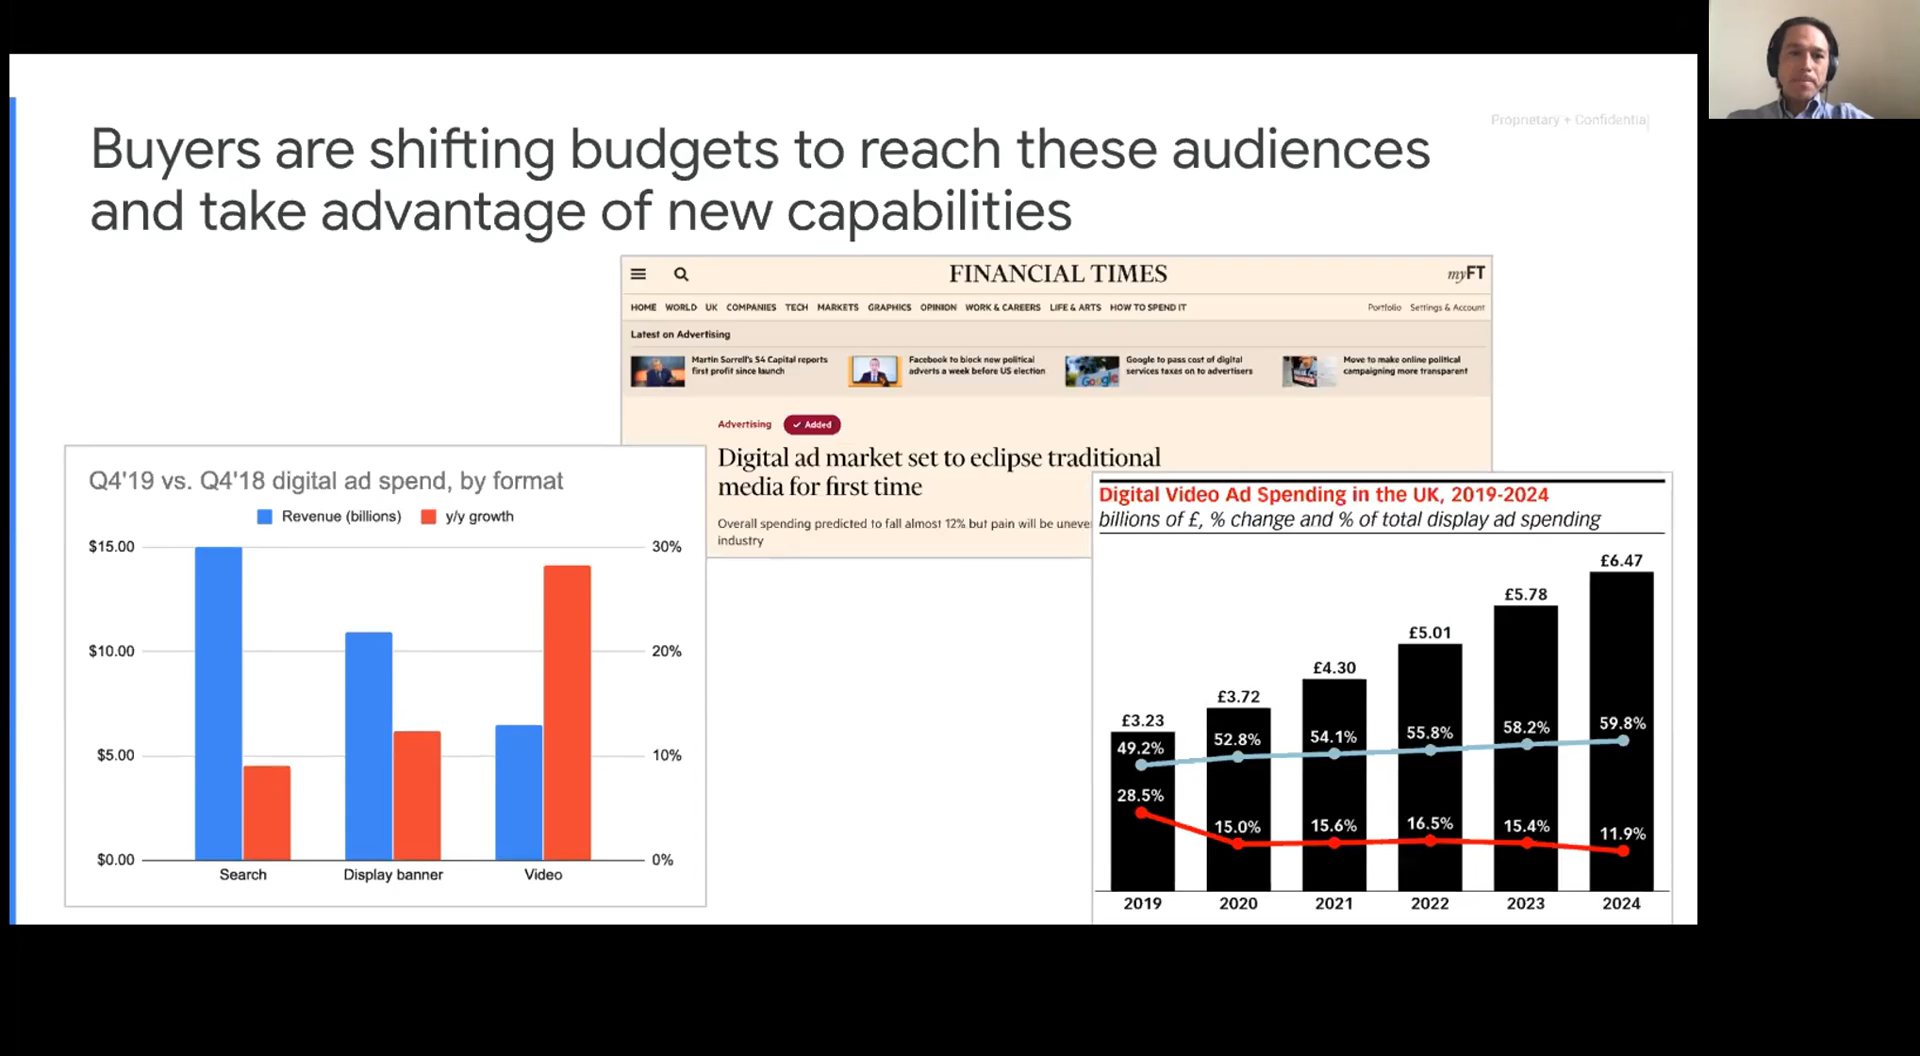 Proprietary + Confidential
Buyers are shifting budgets to reach these audiences
and take advantage of new capabilities
FINANCIAL TIMES
myFT
HOME WORLD UK COMPANIES TECH MARKETS GRAPHICS OPINION WORK & CAREERS LIFE & ARTS HOW TO SPEND IT
Portfolio Settings & Account
Latest on Advertising
Martin Sorrell's S4 Capital reports
first profit since launch
Facebook to block new political
adverts a week before US election
Google to pass cost of digital
services taxes on to advertisers
Move to make online political
campaigning more transparent
Advertising
Added
Digital ad market set to eclipse traditional
media for first time
Overall spending predicted to fall almost 12% but pain will be uneve
industry
Q4'19 vs. Q4'18 digital ad spend, by format
Revenue (billions) y/y growth
$15.00 30%
$10.00 20%
$5.00 10%
$0.00 0%
Search Display banner Video
Digital Video Ad Spending in the UK, 2019-2024
billions of £, % change and % of total display ad spending
£3.23 £3.72 £4.30 £5.01 £5.78 £6.47
49.2% 52.8% 54.1% 55.8% 58.2% 59.8%
28.5% 15.0% 15.6% 16.5% 15.4% 11.9%
2019 2020 2021 2022 2023 2024